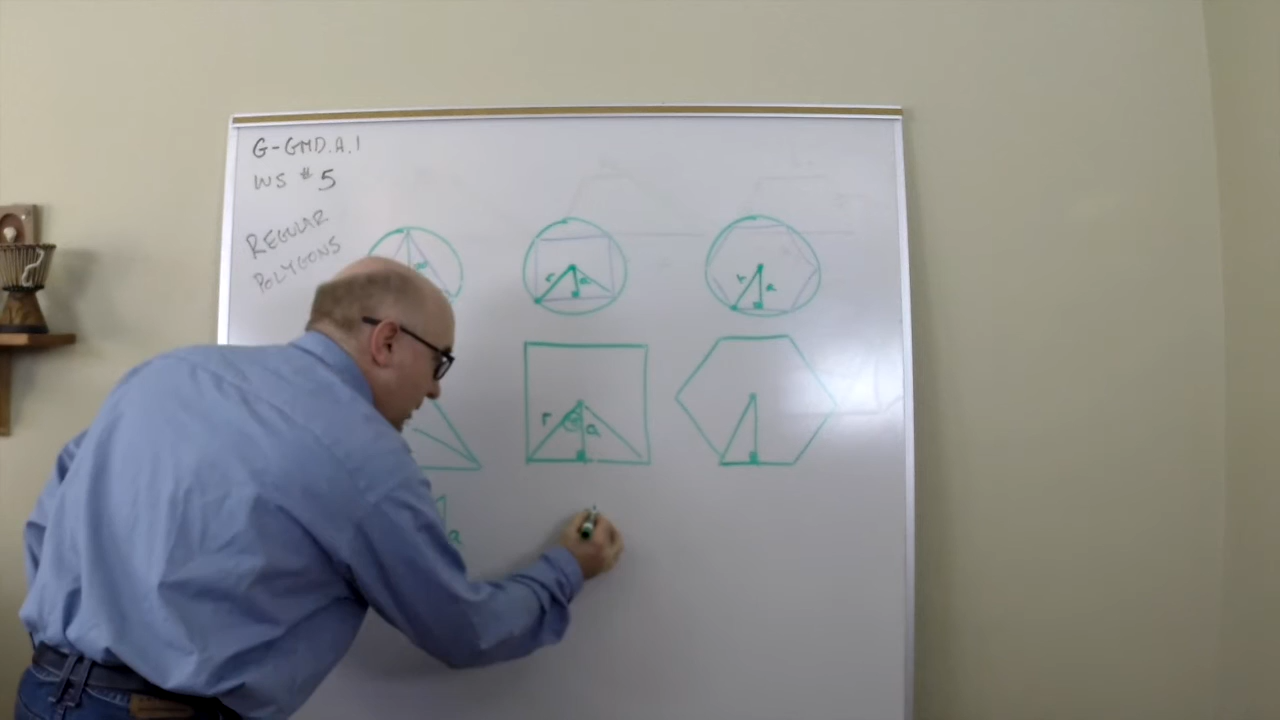 G-GMD.A.1
WS #5
REGULAR
POLYGONS
r a
r a
r a
a